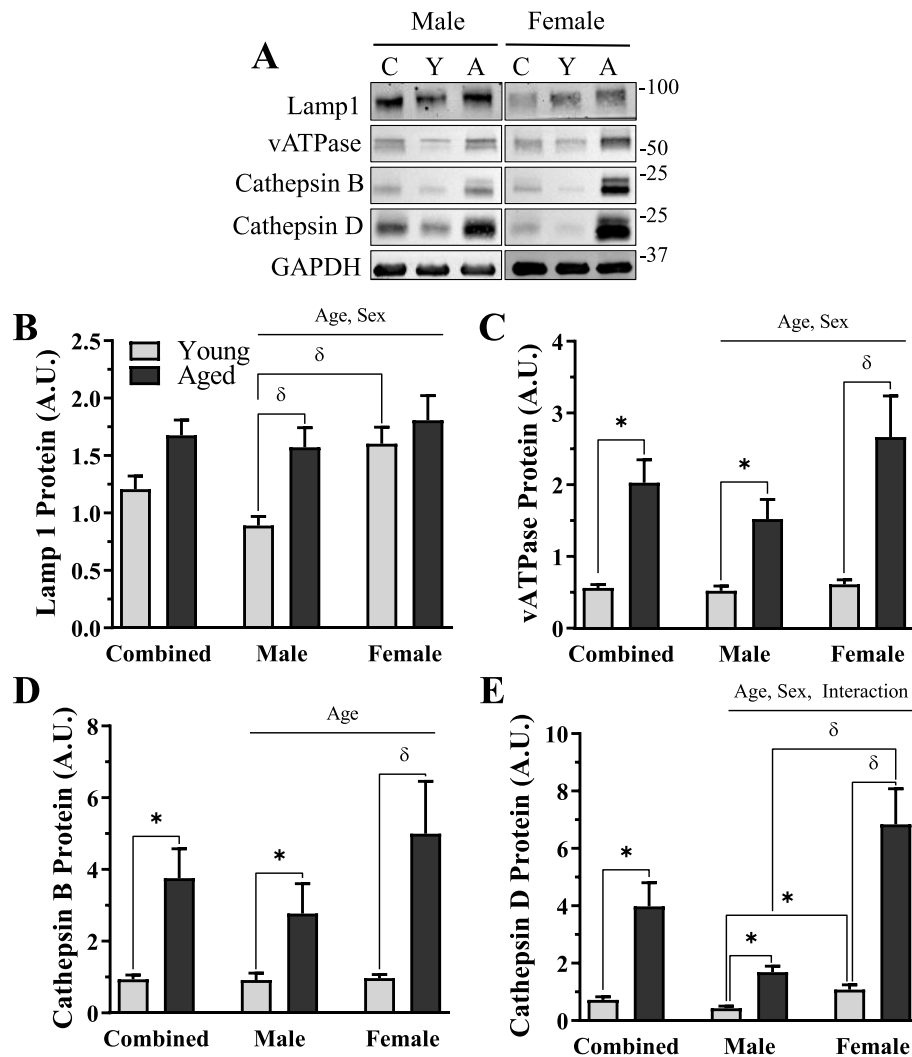 Male Female
A C Y A C Y A
Lamp1 -100
vATPase -50
Cathepsin B -25
Cathepsin D -25
GAPDH -37
B
Age, Sex
Lamp 1 Protein (A.U.)
2.5
2.0
1.5
1.0
0.5
0.0
Young
Aged
δ
δ
Combined Male Female
C
Age, Sex
vATPase Protein (A.U.)
4
3
2
1
0
*
*
δ
Combined Male Female
D
Age
Cathepsin B Protein (A.U.)
8
6
4
2
0
*
*
δ
Combined Male Female
E
Age, Sex, Interaction
Cathepsin D Protein (A.U.)
10
8
6
4
2
0
δ
δ
*
*
*
Combined Male Female